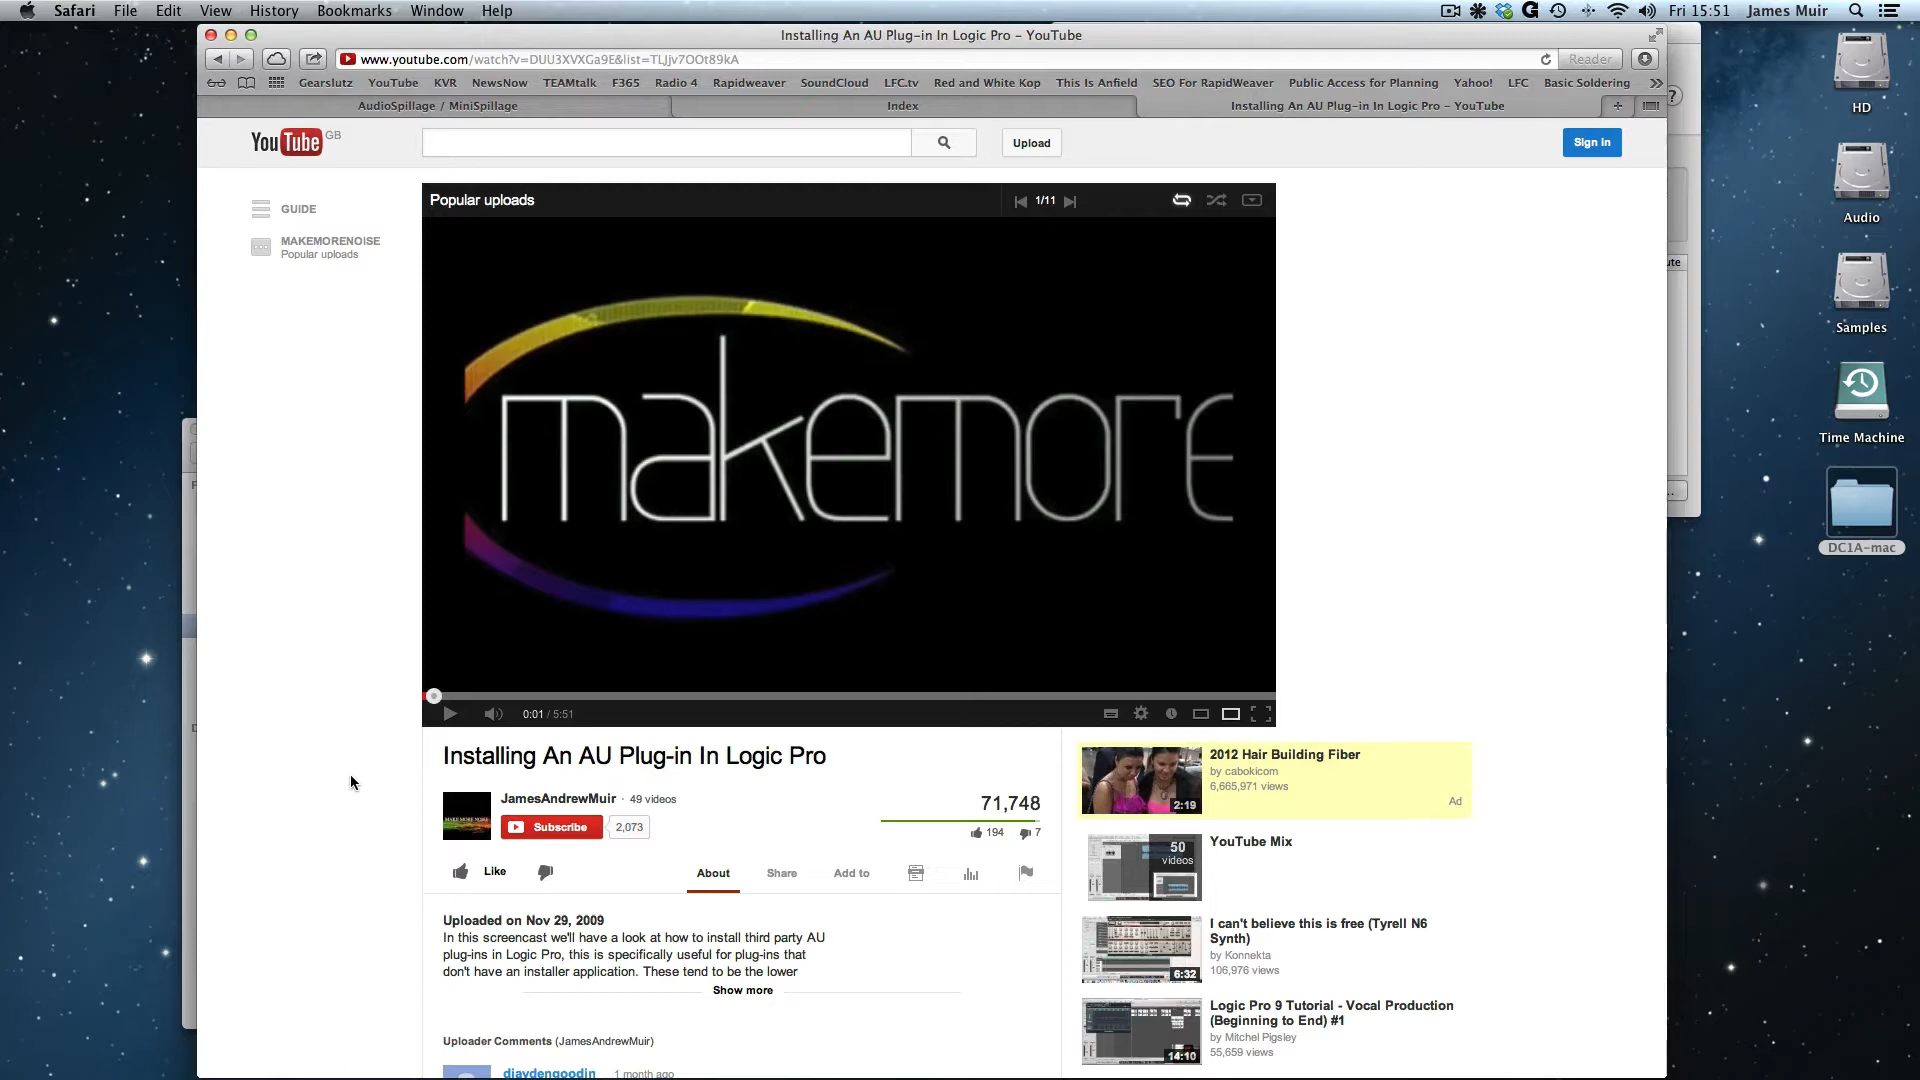 Safari File Edit View History Bookmarks Window Help
Fri 15:51 James Muir
Installing An AU Plug-in In Logic Pro – YouTube
www.youtube.com/watch?v=DUU3XVXGa9E&list=TLJjv7OOt89kA
Reader
Gearslutz YouTube KVR NewsNow TEAMtalk F365 Radio 4 Rapidweaver SoundCloud LFC.tv Red and White Kop This Is Anfield SEO For RapidWeaver Public Access for Planning Yahoo! LFC Basic Soldering
AudioSpillage / MiniSpillage
Index
Installing An AU Plug-in In Logic Pro – YouTube
YouTube GB
Upload
Sign in
GUIDE
MAKEMORENOISE
Popular uploads
Popular uploads
1/11
makemore
0:01 / 5:51
Installing An AU Plug-in In Logic Pro
JamesAndrewMuir · 49 videos
Subscribe 2,073
71,748
194 7
Like
About Share Add to
Uploaded on Nov 29, 2009
In this screencast we'll have a look at how to install third party AU
plug-ins in Logic Pro, this is specifically useful for plug-ins that
don't have an installer application. These tend to be the lower
Show more
Uploader Comments (JamesAndrewMuir)
djaydengoodin 1 month ago
2012 Hair Building Fiber
by cabokicom
6,665,971 views
Ad
2:19
YouTube Mix
50
videos
I can't believe this is free (Tyrell N6
Synth)
by Konnekta
106,976 views
6:32
Logic Pro 9 Tutorial - Vocal Production
(Beginning to End) #1
by Mitchel Pigsley
55,659 views
14:10
HD
Audio
Samples
Time Machine
DC1A-mac